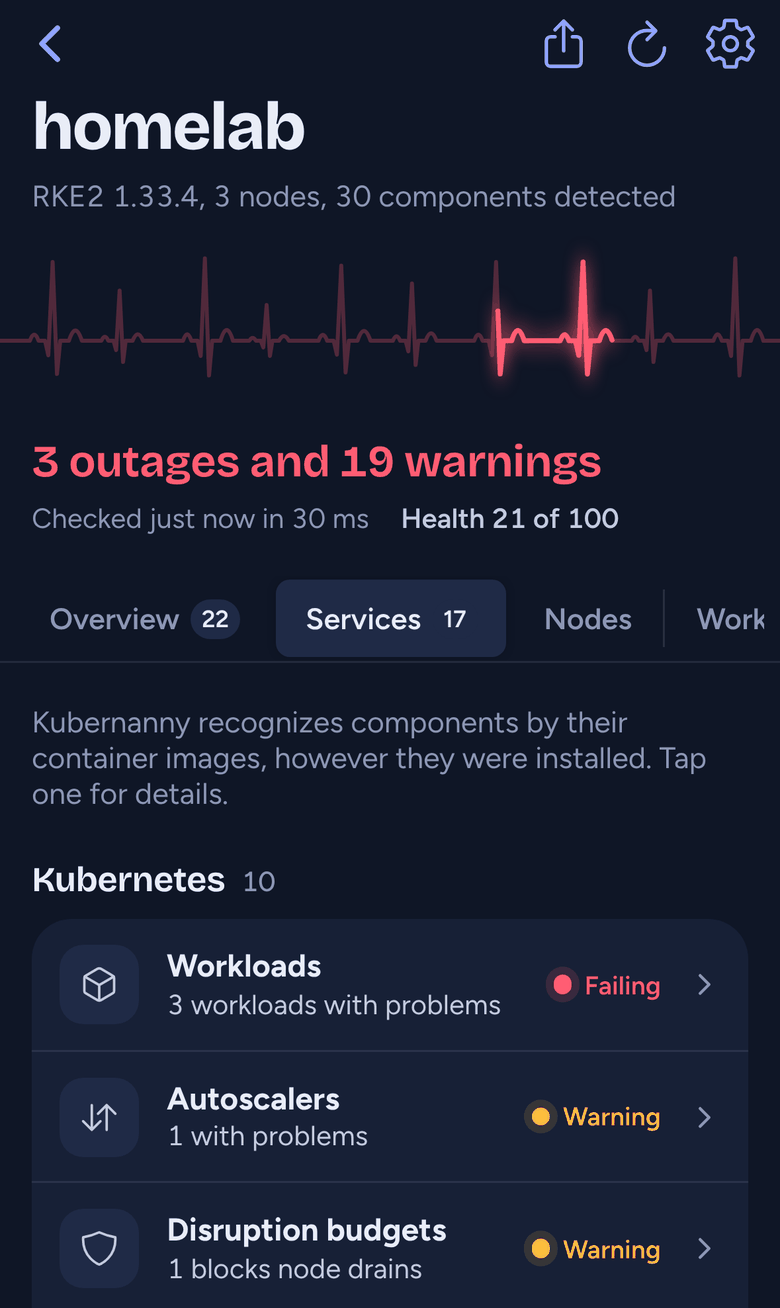 homelab
RKE2 1.33.4, 3 nodes, 30 components detected
3 outages and 19 warnings
Checked just now in 30 ms Health 21 of 100
Overview 22 Services 17 Nodes Work
Kubernanny recognizes components by their
container images, however they were installed. Tap
one for details.
Kubernetes 10
Workloads
3 workloads with problems
Failing
Autoscalers
1 with problems
Warning
Disruption budgets
1 blocks node drains
Warning